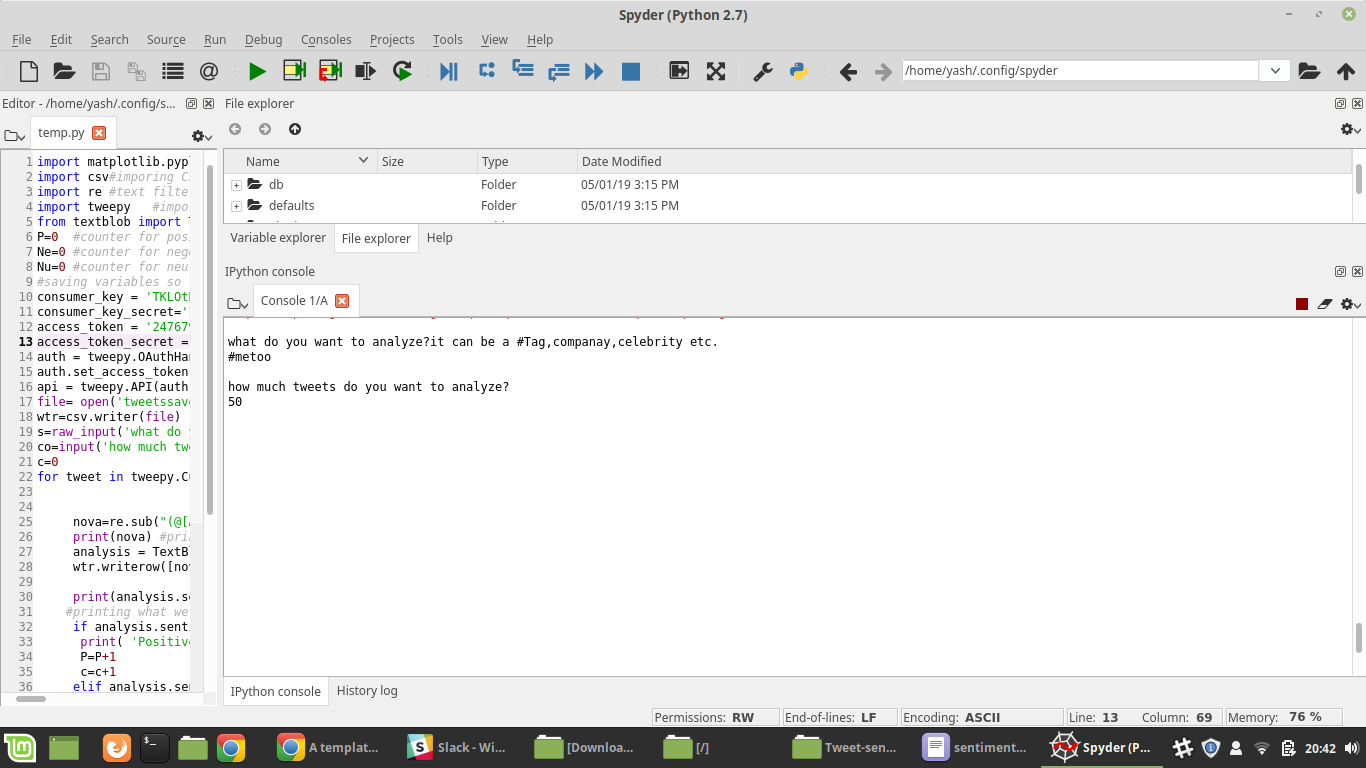 Spyder (Python 2.7)
File Edit Search Source Run Debug Consoles Projects Tools View Help
/home/yash/.config/spyder
Editor - /home/yash/.config/s...
File explorer
temp.py
1 import matplotlib.pyp
2 import csv#imporing C
3 import re #text filte
4 import tweepy #impo
5 from textblob import
6 P=0 #counter for pos
7 Ne=0 #counter for neg
8 Nu=0 #counter for neu
9 #saving variables so
10 consumer_key = 'TKLOt
11 consumer_key_secret='
12 access_token = '24767
13 access_token_secret =
14 auth = tweepy.OAuthHa
15 auth.set_access_token
16 api = tweepy.API(auth
17 file= open('tweetssav
18 wtr=csv.writer(file)
19 s=raw_input('what do
20 co=input('how much tw
21 c=0
22 for tweet in tweepy.C
23
24
25 nova=re.sub("(@[
26 print(nova) #pri
27 analysis = TextB
28 wtr.writerow([no
29
30 print(analysis.s
31 #printing what we
32 if analysis.sent
33 print( 'Positiv
34 P=P+1
35 c=c+1
36 elif analysis.se
Name Size Type Date Modified
db Folder 05/01/19 3:15 PM
defaults Folder 05/01/19 3:15 PM
Variable explorer File explorer Help
IPython console
Console 1/A
what do you want to analyze?it can be a #Tag,companay,celebrity etc.
#metoo
how much tweets do you want to analyze?
50
IPython console History log
Permissions: RW End-of-lines: LF Encoding: ASCII Line: 13 Column: 69 Memory: 76 %
$_
A templat... Slack - Wi... [Downloa... [/] Tweet-sen... sentiment... Spyder (P... 20:42